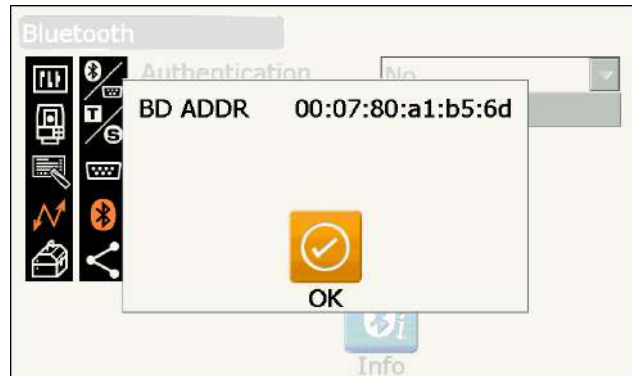 Bluetooth
Authentication No
BD ADDR 00:07:80:a1:b5:6d
T
S
OK
Info